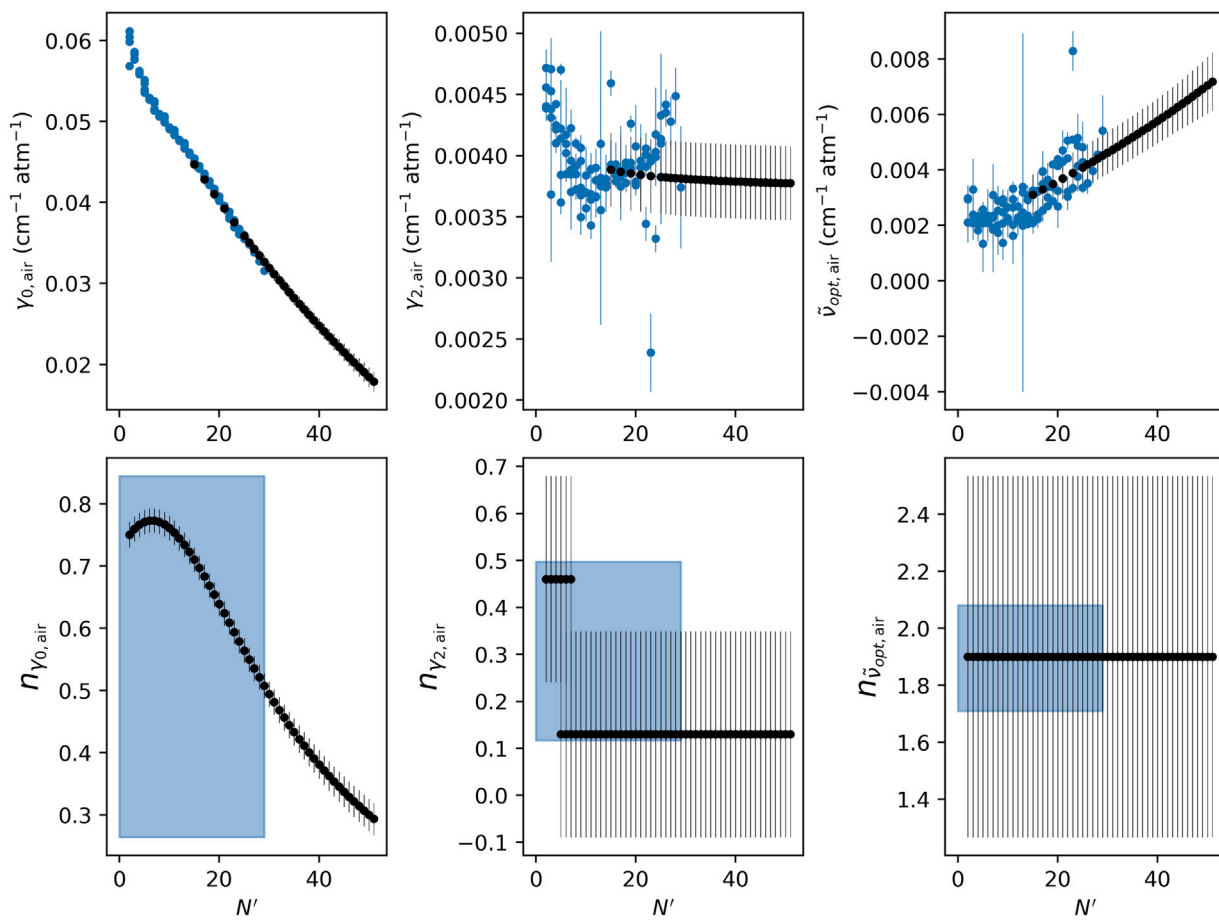 γ0,air (cm−1 atm−1)
0.06
0.05
0.04
0.03
0.02
0 20 40
γ2,air (cm−1 atm−1)
0.0050
0.0045
0.0040
0.0035
0.0030
0.0025
0.0020
0 20 40
ν̃opt,air (cm−1 atm−1)
0.008
0.006
0.004
0.002
0.000
−0.002
−0.004
0 20 40
nγ0,air
0.8
0.7
0.6
0.5
0.4
0.3
0 20 40
N′
nγ2,air
0.7
0.6
0.5
0.4
0.3
0.2
0.1
0.0
−0.1
0 20 40
N′
nν̃opt,air
2.4
2.2
2.0
1.8
1.6
1.4
0 20 40
N′